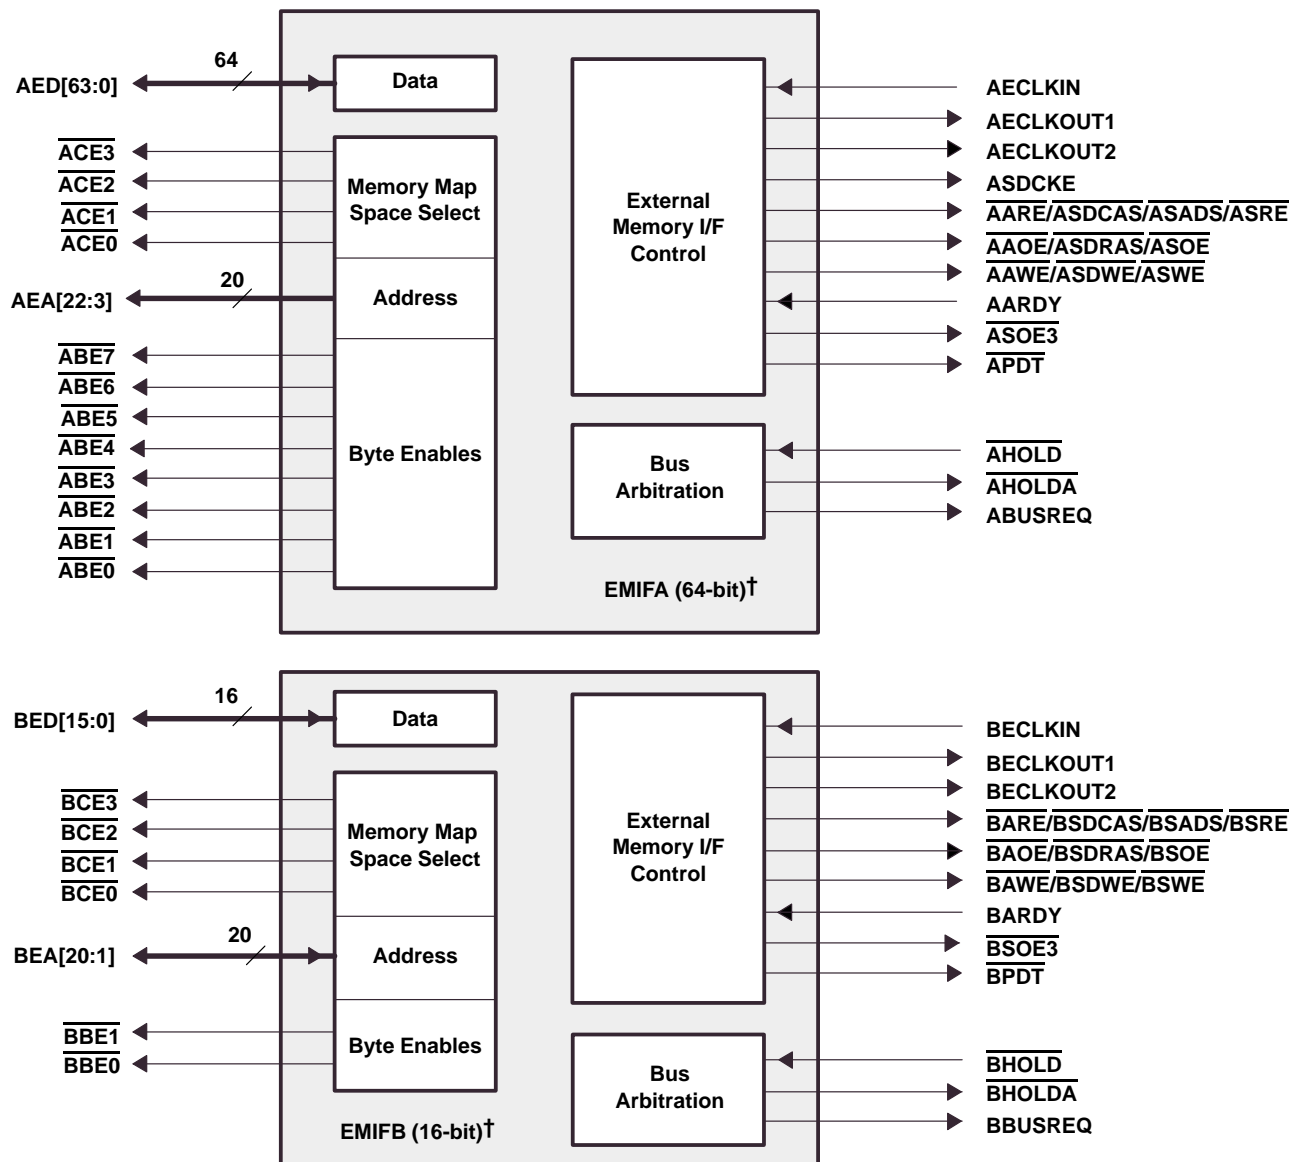 64
AED[63:0]
Data
ACE3
ACE2
ACE1
ACE0
Memory Map
Space Select
20
AEA[22:3]
Address
ABE7
ABE6
ABE5
ABE4
ABE3
ABE2
ABE1
ABE0
Byte Enables
External
Memory I/F
Control
AECLKIN
AECLKOUT1
AECLKOUT2
ASDCKE
AARE/ASDCAS/ASADS/ASRE
AAOE/ASDRAS/ASOE
AAWE/ASDWE/ASWE
AARDY
ASOE3
APDT
Bus
Arbitration
AHOLD
AHOLDA
ABUSREQ
EMIFA (64-bit)†
16
BED[15:0]
Data
BCE3
BCE2
BCE1
BCE0
Memory Map
Space Select
20
BEA[20:1]
Address
BBE1
BBE0
Byte Enables
External
Memory I/F
Control
BECLKIN
BECLKOUT1
BECLKOUT2
BARE/BSDCAS/BSADS/BSRE
BAOE/BSDRAS/BSOE
BAWE/BSDWE/BSWE
BARDY
BSOE3
BPDT
Bus
Arbitration
BHOLD
BHOLDA
BBUSREQ
EMIFB (16-bit)†